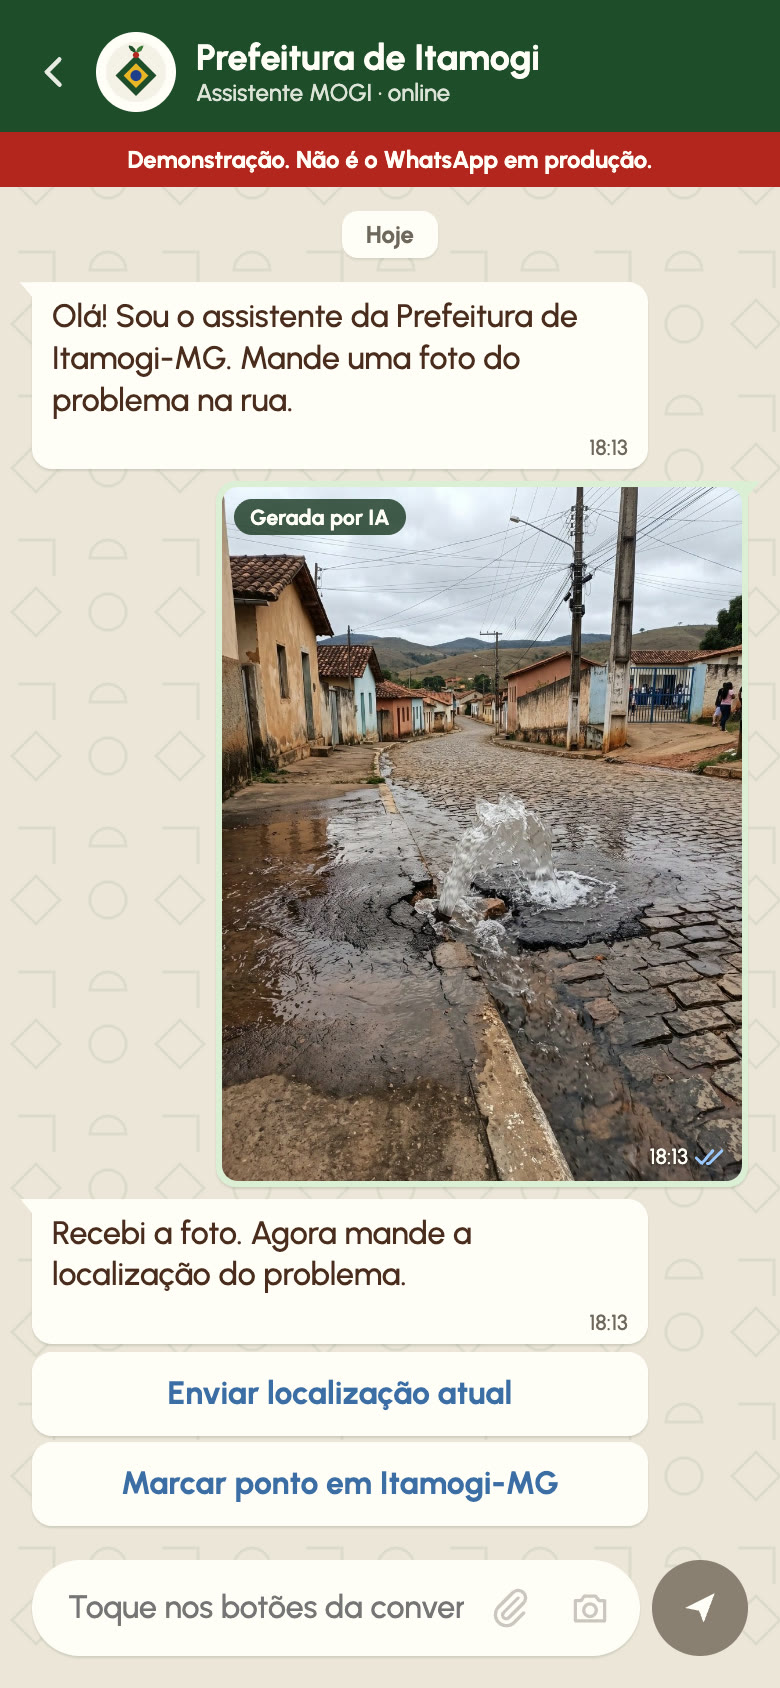 Prefeitura de Itamogi
Assistente MOGI · online
Demonstração. Não é o WhatsApp em produção.
Hoje
Olá! Sou o assistente da Prefeitura de
Itamogi-MG. Mande uma foto do
problema na rua.
18:13
Gerada por IA
18:13
Recebi a foto. Agora mande a
localização do problema.
18:13
Enviar localização atual
Marcar ponto em Itamogi-MG
Toque nos botões da conver